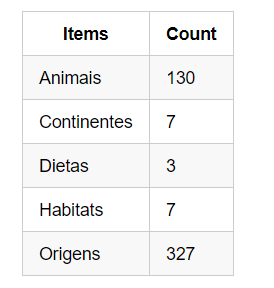 Items Count
Animais 130
Continentes 7
Dietas 3
Habitats 7
Origens 327